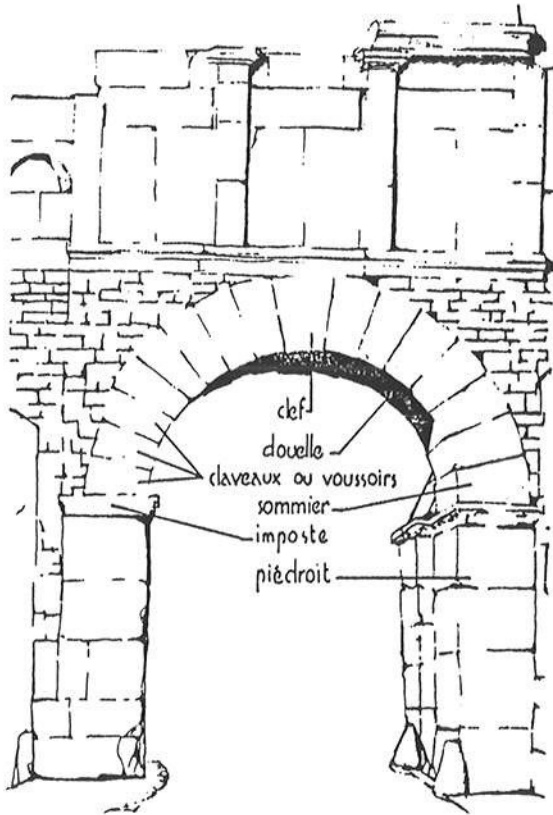 clef
douelle
claveaux ou voussoirs
sommier
imposte
piédroit